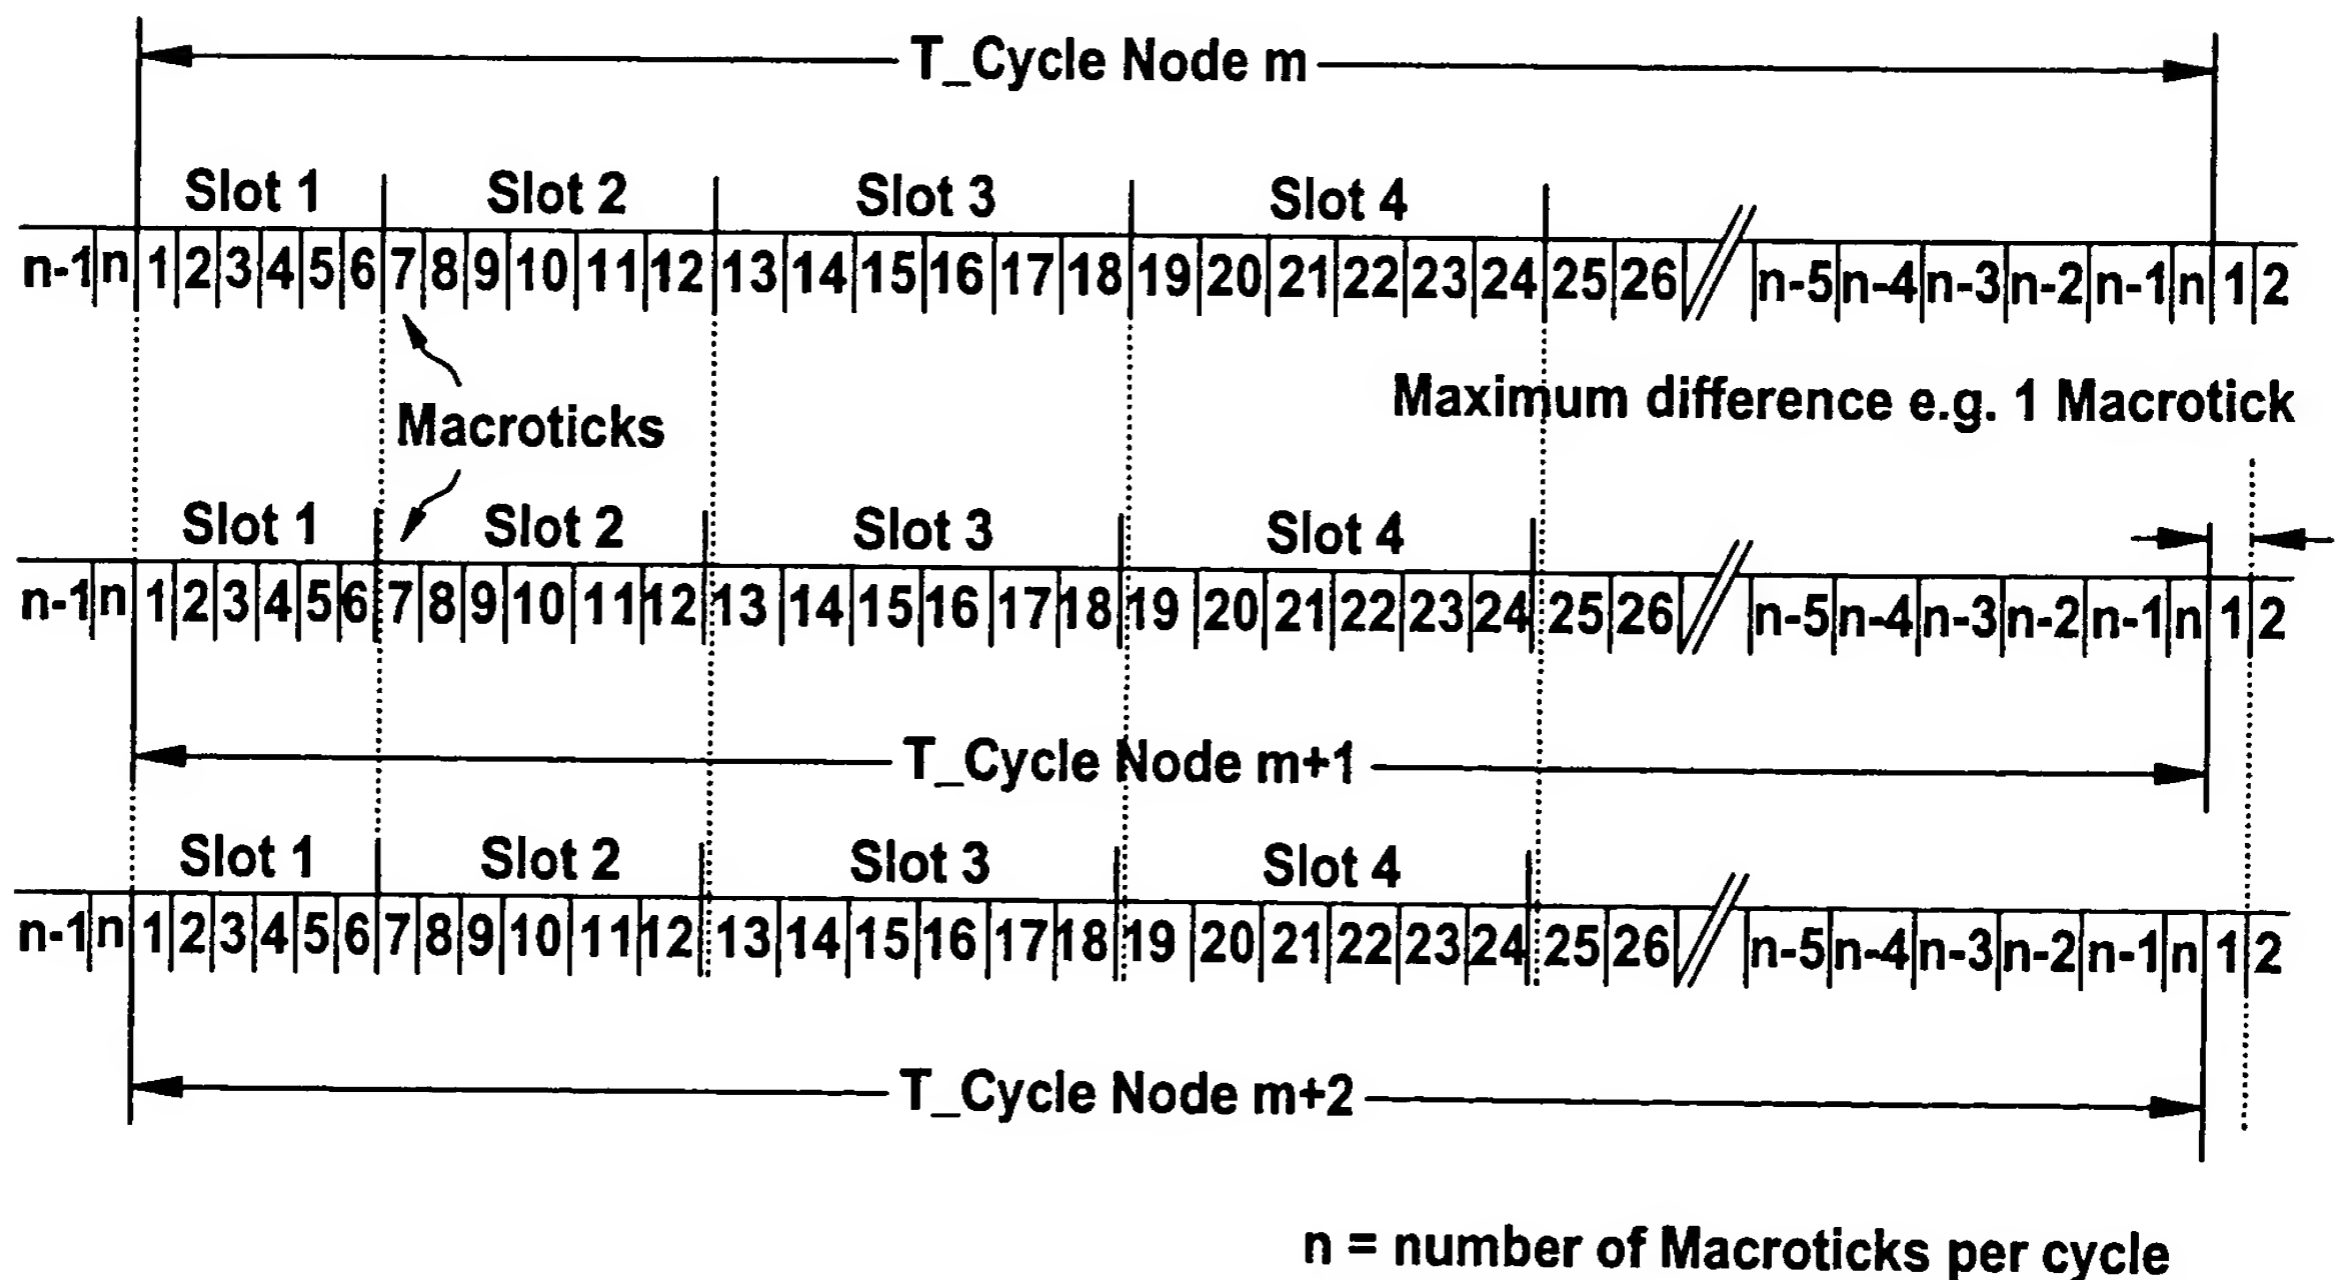 T_Cycle Node m
Slot 1 Slot 2 Slot 3 Slot 4
n-1 n 1 2 3 4 5 6 7 8 9 10 11 12 13 14 15 16 17 18 19 20 21 22 23 24 25 26 n-5 n-4 n-3 n-2 n-1 n 1 2
Maximum difference e.g. 1 Macrotick
Macroticks
Slot 1 Slot 2 Slot 3 Slot 4
n-1 n 1 2 3 4 5 6 7 8 9 10 11 12 13 14 15 16 17 18 19 20 21 22 23 24 25 26 n-5 n-4 n-3 n-2 n-1 n 1 2
T_Cycle Node m+1
Slot 1 Slot 2 Slot 3 Slot 4
n-1 n 1 2 3 4 5 6 7 8 9 10 11 12 13 14 15 16 17 18 19 20 21 22 23 24 25 26 n-5 n-4 n-3 n-2 n-1 n 1 2
T_Cycle Node m+2
n = number of Macroticks per cycle